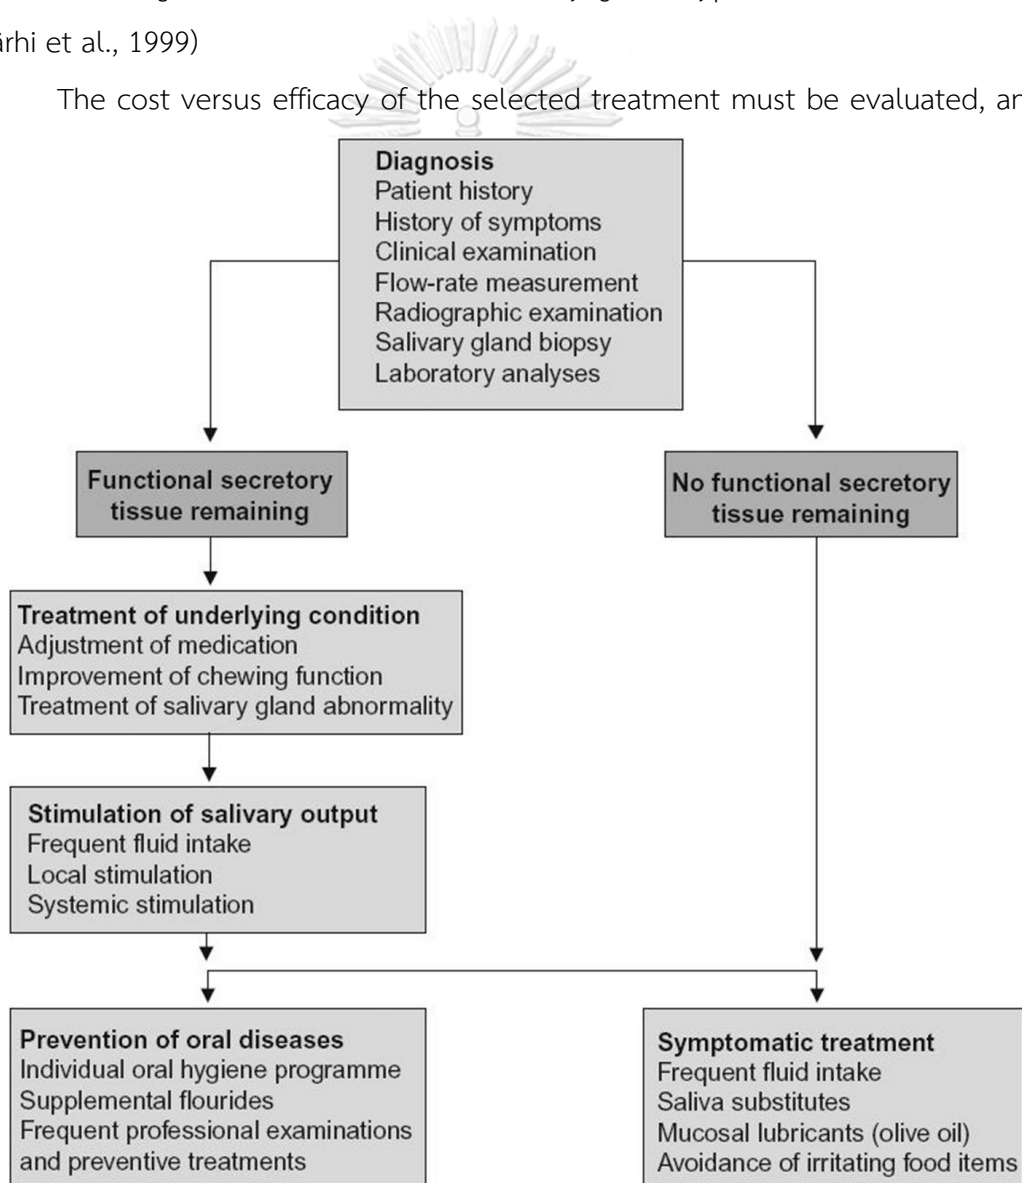 ärhi et al., 1999)
The cost versus efficacy of the selected treatment must be evaluated, an
Diagnosis
Patient history
History of symptoms
Clinical examination
Flow-rate measurement
Radiographic examination
Salivary gland biopsy
Laboratory analyses
Functional secretory
tissue remaining
No functional secretory
tissue remaining
Treatment of underlying condition
Adjustment of medication
Improvement of chewing function
Treatment of salivary gland abnormality
Stimulation of salivary output
Frequent fluid intake
Local stimulation
Systemic stimulation
Prevention of oral diseases
Individual oral hygiene programme
Supplemental flourides
Frequent professional examinations
and preventive treatments
Symptomatic treatment
Frequent fluid intake
Saliva substitutes
Mucosal lubricants (olive oil)
Avoidance of irritating food items